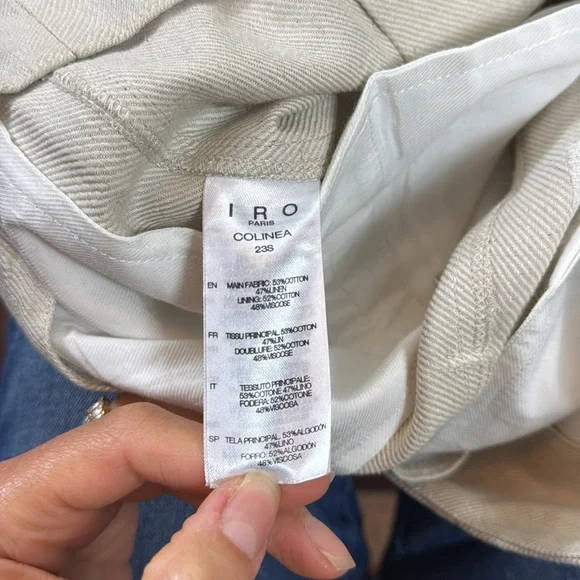 IRO
PARIS
COLINEA
23S
EN MAIN FABRIC: 53%COTTON
47%LINEN
LINING: 52%COTTON
48%VISCOSE
FR TISSU PRINCIPAL :53%COTON
47%LIN
DOUBLURE: 52%COTON
48%VISCOSE
IT TESSUTO PRINCIPALE:
53%COTONE 47%LINO
FODERA: 52%COTONE
48%VISCOSA
SP TELA PRINCIPAL :53%ALGODÓN
47%LINO
FORRO: 52%ALGODÓN
48%VISCOSA